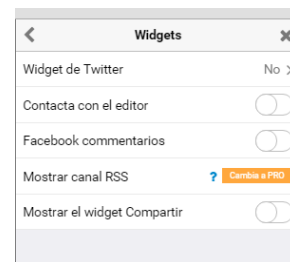 Widgets
Widget de Twitter No
Contacta con el editor
Facebook commentarios
Mostrar canal RSS ? Cambia a PRO
Mostrar el widget Compartir